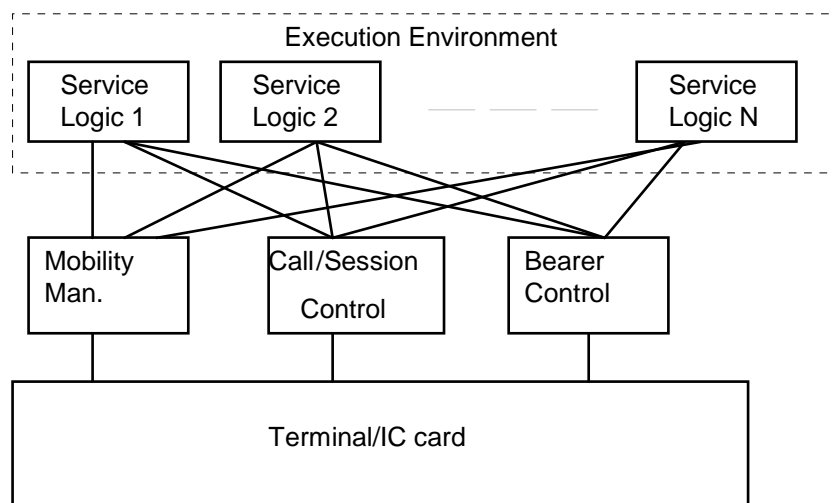 Execution Environment
Service
Logic 1
Service
Logic 2
Service
Logic N
Mobility
Man.
Call/Session
Control
Bearer
Control
Terminal/IC card